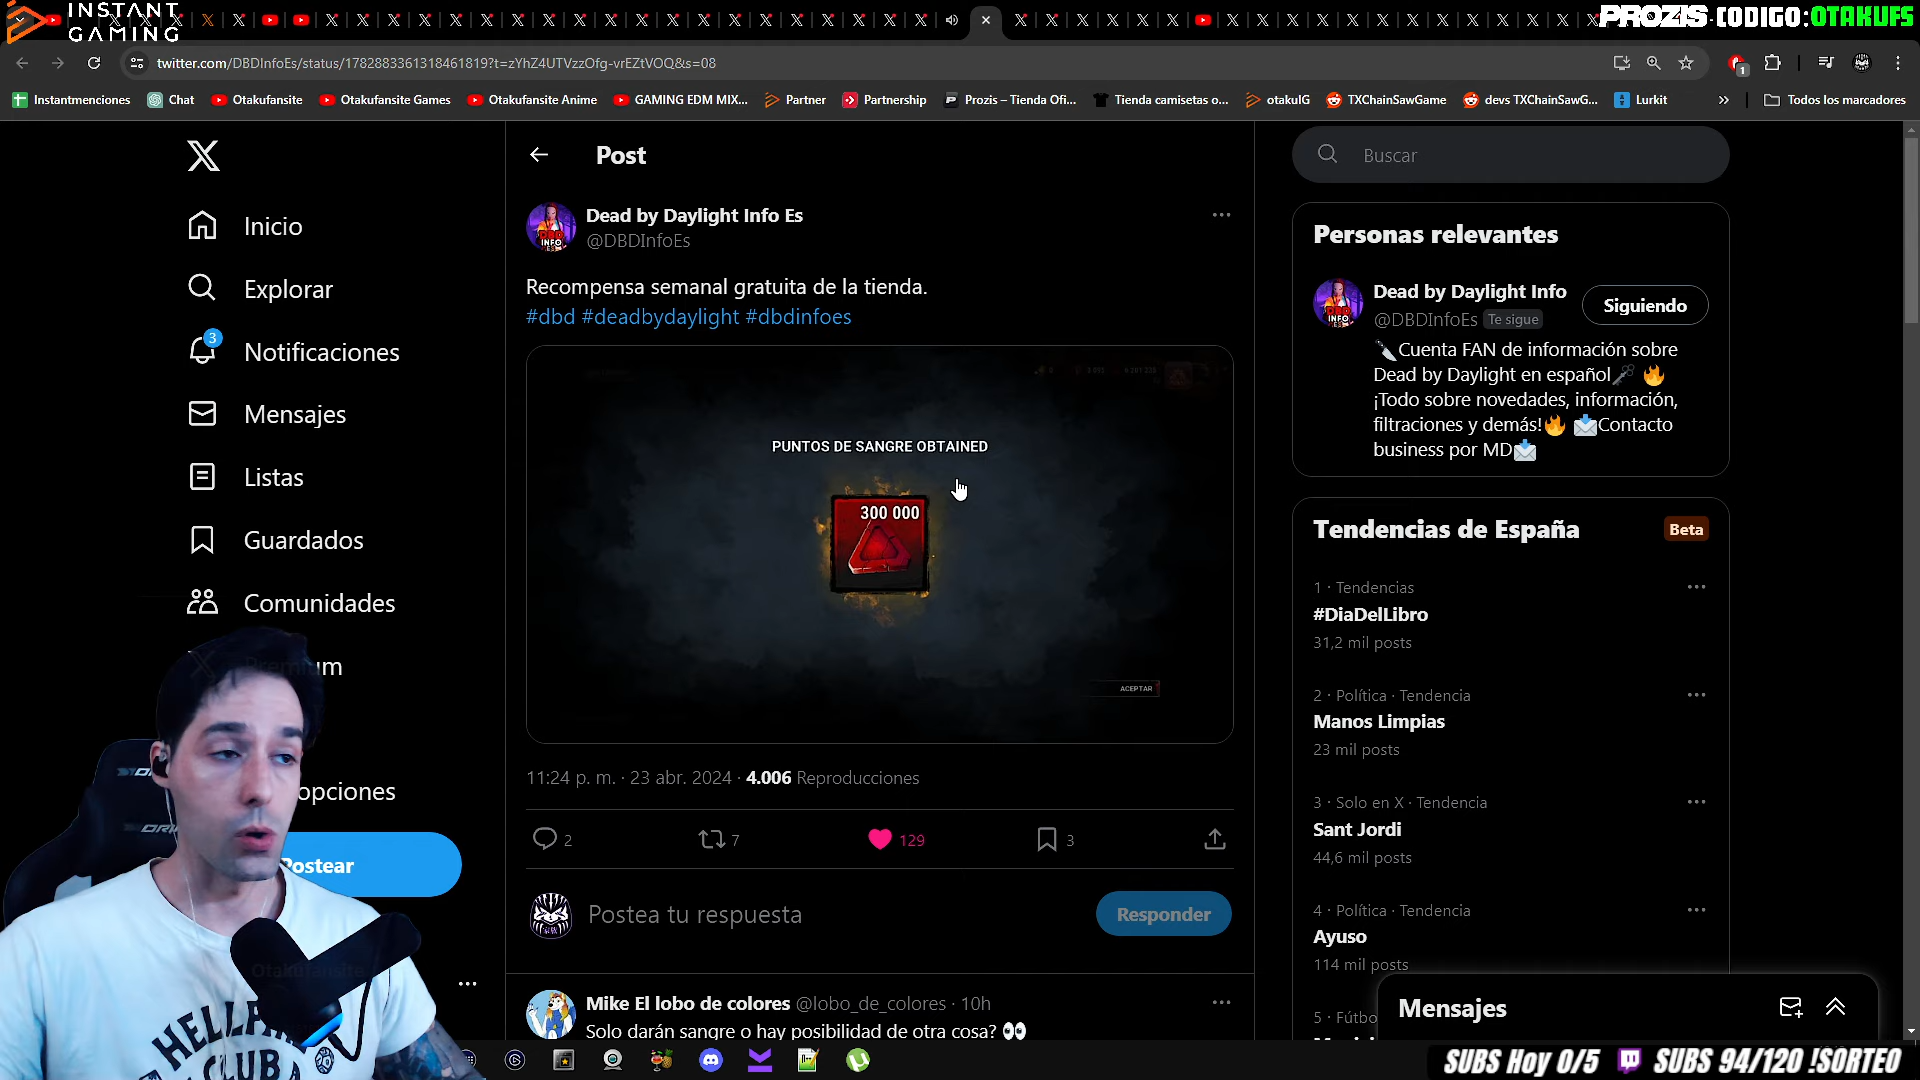 INSTANT
GAMING
PROZIS CODIGO:OTAKUFS
twitter.com/DBDInfoEs/status/1782883361318461819?t=zYhZ4UTVzzOfg-vrEZtVOQ&s=08
1
Instantmenciones
Chat
Otakufansite
Otakufansite Games
Otakufansite Anime
GAMING EDM MIX...
Partner
Partnership
Prozis – Tienda Ofi...
Tienda camisetas o...
otakuIG
TXChainSawGame
devs TXChainSawG...
Lurkit
Todos los marcadores
Inicio
Explorar
3
Notificaciones
Mensajes
Listas
Guardados
Comunidades
Premium
opciones
Postear
Otakufansite
Post
Dead by Daylight Info Es
@DBDInfoEs
Recompensa semanal gratuita de la tienda.
#dbd #deadbydaylight #dbdinfoes
PUNTOS DE SANGRE OBTAINED
300 000
ACEPTAR
11:24 p. m. · 23 abr. 2024 · 4.006 Reproducciones
2
7
129
3
Postea tu respuesta
Responder
Mike El lobo de colores @lobo_de_colores · 10h
Solo darán sangre o hay posibilidad de otra cosa? 👀
Buscar
Personas relevantes
DBD
INFO
Dead by Daylight Info
@DBDInfoEs Te sigue
Siguiendo
🔪Cuenta FAN de información sobre
Dead by Daylight en español🗝️ 🔥
¡Todo sobre novedades, información,
filtraciones y demás!🔥 📩Contacto
business por MD📩
Tendencias de España
Beta
1 · Tendencias
#DiaDelLibro
31,2 mil posts
2 · Política · Tendencia
Manos Limpias
23 mil posts
3 · Solo en X · Tendencia
Sant Jordi
44,6 mil posts
4 · Política · Tendencia
Ayuso
114 mil posts
5 · Fútbo
Mensajes
HELLF
CLUB
SUBS Hoy 0/5
SUBS 94/120 !SORTEO